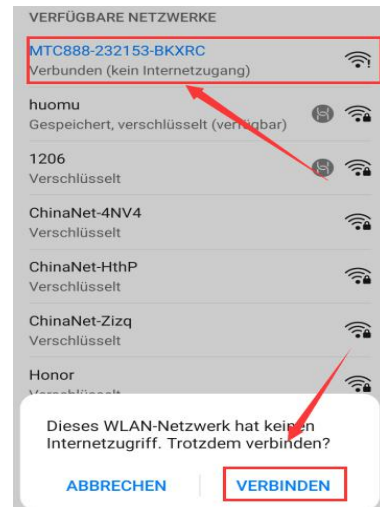 VERFÜGBARE NETZWERKE
MTC888-232153-BKXRC
Verbunden (kein Internetzugang)
huomu
Gespeichert, verschlüsselt (verfügbar)
1206
Verschlüsselt
ChinaNet-4NV4
Verschlüsselt
ChinaNet-HthP
Verschlüsselt
ChinaNet-Zizq
Verschlüsselt
Honor
Verschlüsselt
Dieses WLAN-Netzwerk hat keinen
Internetzugriff. Trotzdem verbinden?
ABBRECHEN VERBINDEN